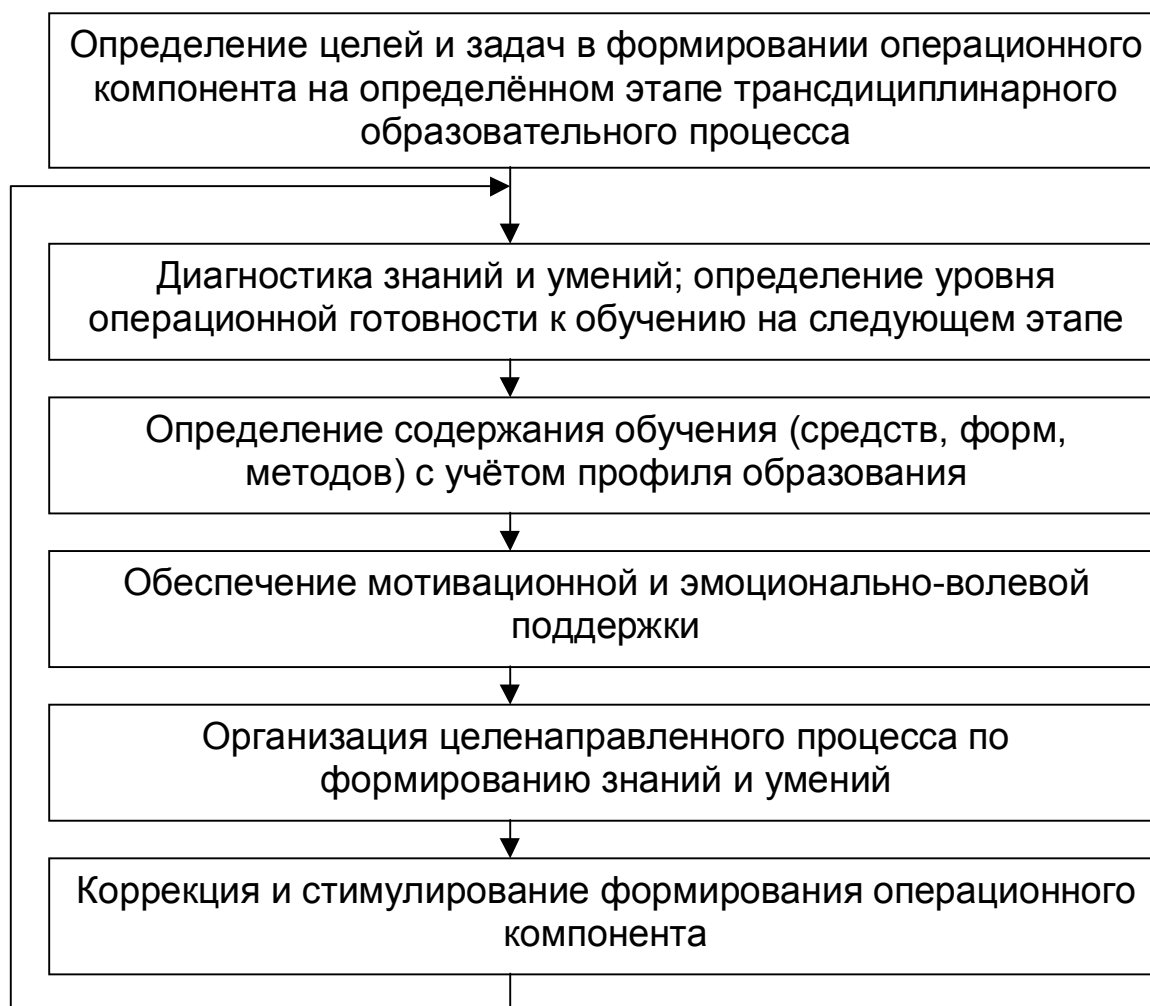 Определение целей и задач в формировании операционного
компонента на определённом этапе трансдициплинарного
образовательного процесса
Диагностика знаний и умений; определение уровня
операционной готовности к обучению на следующем этапе
Определение содержания обучения (средств, форм,
методов) с учётом профиля образования
Обеспечение мотивационной и эмоционально-волевой
поддержки
Организация целенаправленного процесса по
формированию знаний и умений
Коррекция и стимулирование формирования операционного
компонента